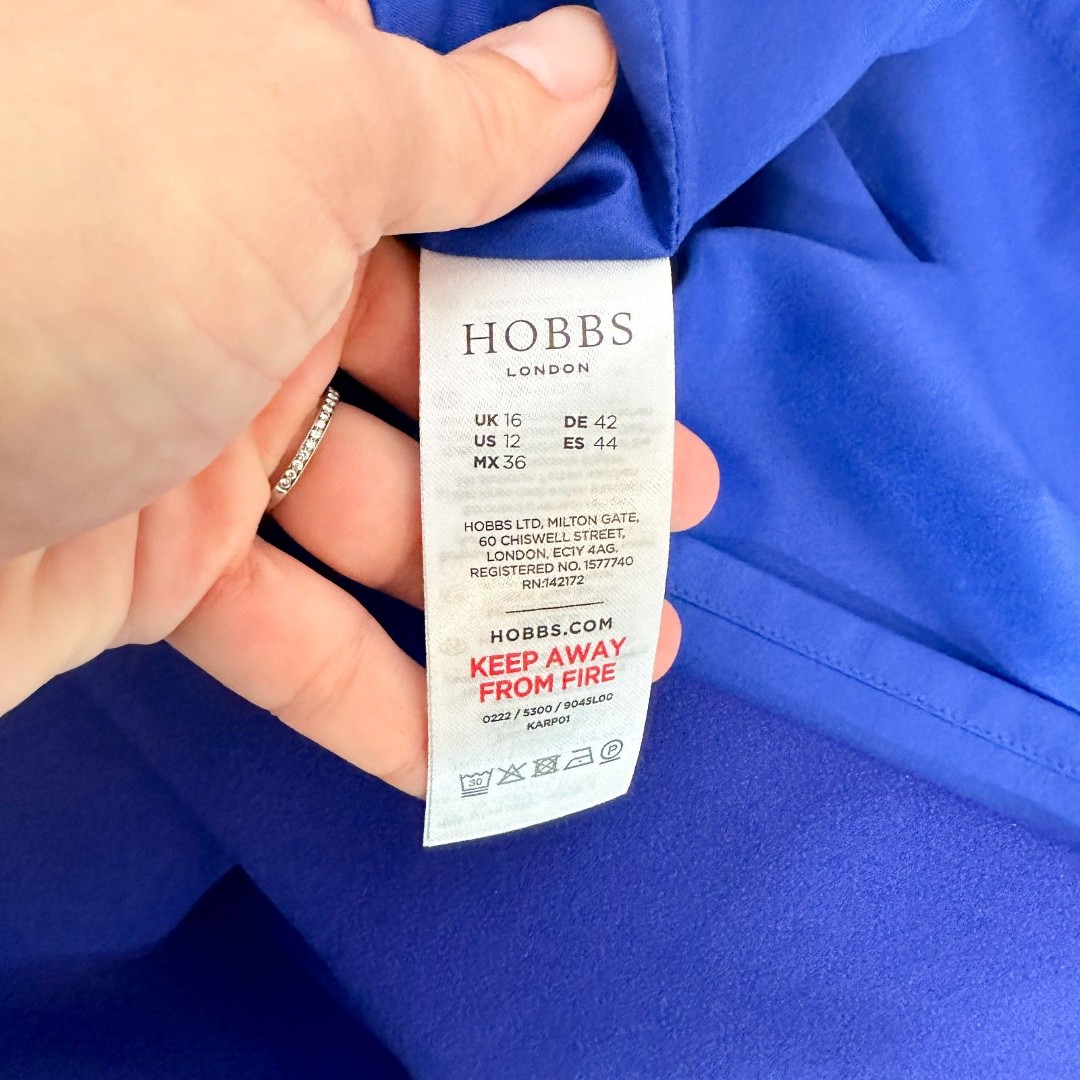 HOBBS
LONDON
UK 16 DE 42
US 12 ES 44
MX 36
HOBBS LTD, MILTON GATE,
60 CHISWELL STREET,
LONDON, EC1Y 4AG.
REGISTERED NO. 1577740
RN:142172
HOBBS.COM
KEEP AWAY
FROM FIRE
0222 / 5300 / 9045L00
KARP01
30
P